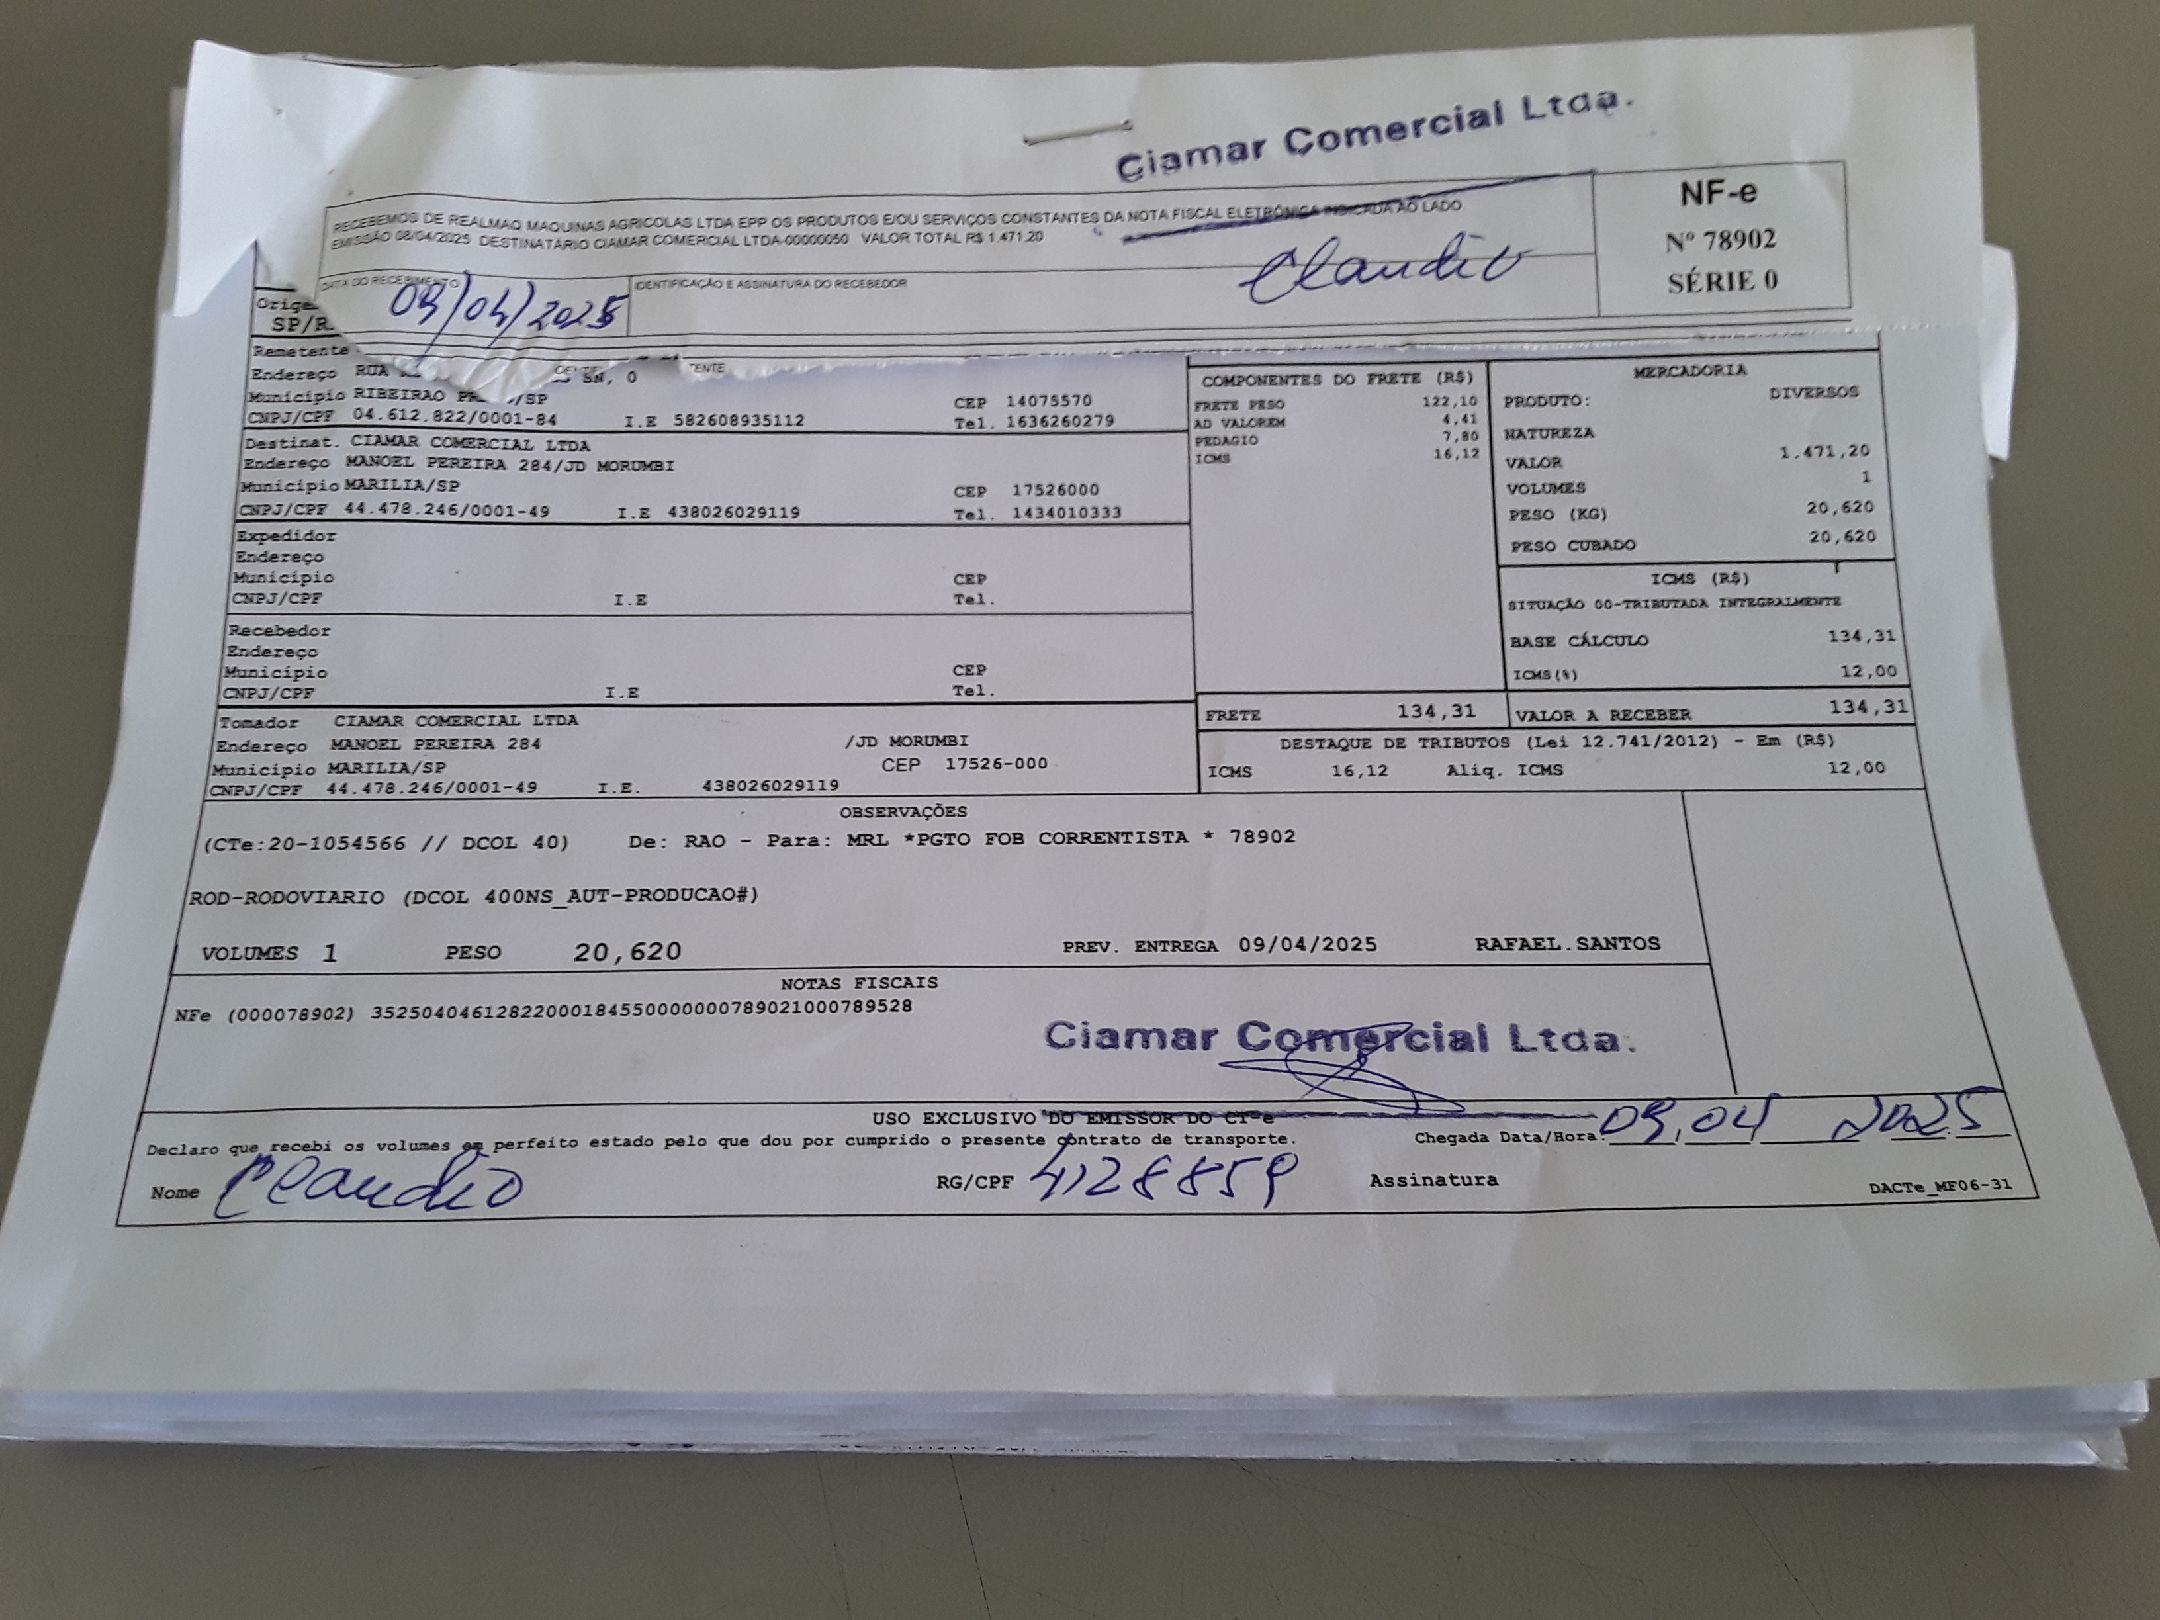 Ciamar Comercial Ltda.
RECEBEMOS DE REALMAQ MAQUINAS AGRICOLAS LTDA EPP OS PRODUTOS E/OU SERVIÇOS CONSTANTES DA NOTA FISCAL ELETRÔNICA INDICADA AO LADO
EMISSÃO 08/04/2025 DESTINATÁRIO CIAMAR COMERCIAL LTDA-00000050 VALOR TOTAL R$ 1.471,20
NF-e
Nº 78902
SÉRIE 0
DATA DO RECEBIMENTO
09/04/2025
IDENTIFICAÇÃO E ASSINATURA DO RECEBEDOR
Claudio
Orige
SP/R
Remetente
Endereço RUA SN, 0
TENTE
Município RIBEIRAO PR /SP CEP 14075570
CNPJ/CPF 04.612.822/0001-84 I.E 582608935112 Tel. 1636260279
Destinat. CIAMAR COMERCIAL LTDA
Endereço MANOEL PEREIRA 284/JD MORUMBI
Município MARILIA/SP CEP 17526000
CNPJ/CPF 44.478.246/0001-49 I.E 438026029119 Tel. 1434010333
Expedidor
Endereço
Município CEP
CNPJ/CPF I.E Tel.
Recebedor
Endereço
Município CEP
CNPJ/CPF I.E Tel.
Tomador CIAMAR COMERCIAL LTDA
Endereço MANOEL PEREIRA 284 /JD MORUMBI
Município MARILIA/SP CEP 17526-000
CNPJ/CPF 44.478.246/0001-49 I.E. 438026029119
COMPONENTES DO FRETE (R$)
FRETE PESO 122,10
AD VALOREM 4,41
PEDAGIO 7,80
ICMS 16,12
MERCADORIA
PRODUTO: DIVERSOS
NATUREZA
VALOR 1.471,20
VOLUMES 1
PESO (KG) 20,620
PESO CUBADO 20,620
ICMS (R$)
SITUAÇÃO 00-TRIBUTADA INTEGRALMENTE
BASE CÁLCULO 134,31
ICMS(%) 12,00
FRETE 134,31 VALOR A RECEBER 134,31
DESTAQUE DE TRIBUTOS (Lei 12.741/2012) - Em (R$)
ICMS 16,12 Aliq. ICMS 12,00
OBSERVAÇÕES
(CTe:20-1054566 // DCOL 40) De: RAO - Para: MRL *PGTO FOB CORRENTISTA * 78902
ROD-RODOVIARIO (DCOL 400NS_AUT-PRODUCAO#)
VOLUMES 1 PESO 20,620 PREV. ENTREGA 09/04/2025 RAFAEL.SANTOS
NOTAS FISCAIS
NFe (000078902) 35250404612822000184550000000789021000789528
Ciamar Comercial Ltda.
USO EXCLUSIVO DO EMISSOR DO CT-e
Declaro que recebi os volumes em perfeito estado pelo que dou por cumprido o presente contrato de transporte. Chegada Data/Hora: 09,04 2025
Nome Claudio RG/CPF 4128859 Assinatura DACTe_MF06-31